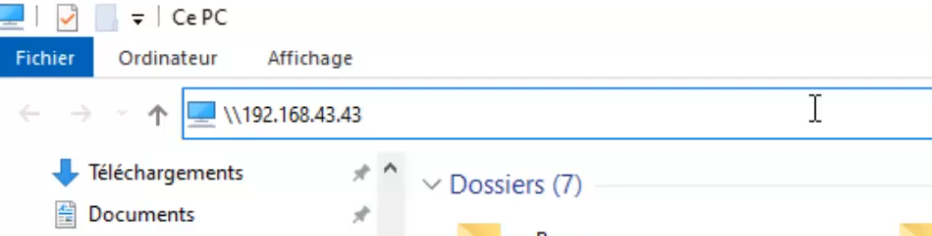 Ce PC
Fichier Ordinateur Affichage
\\192.168.43.43
Téléchargements
Dossiers (7)
Documents